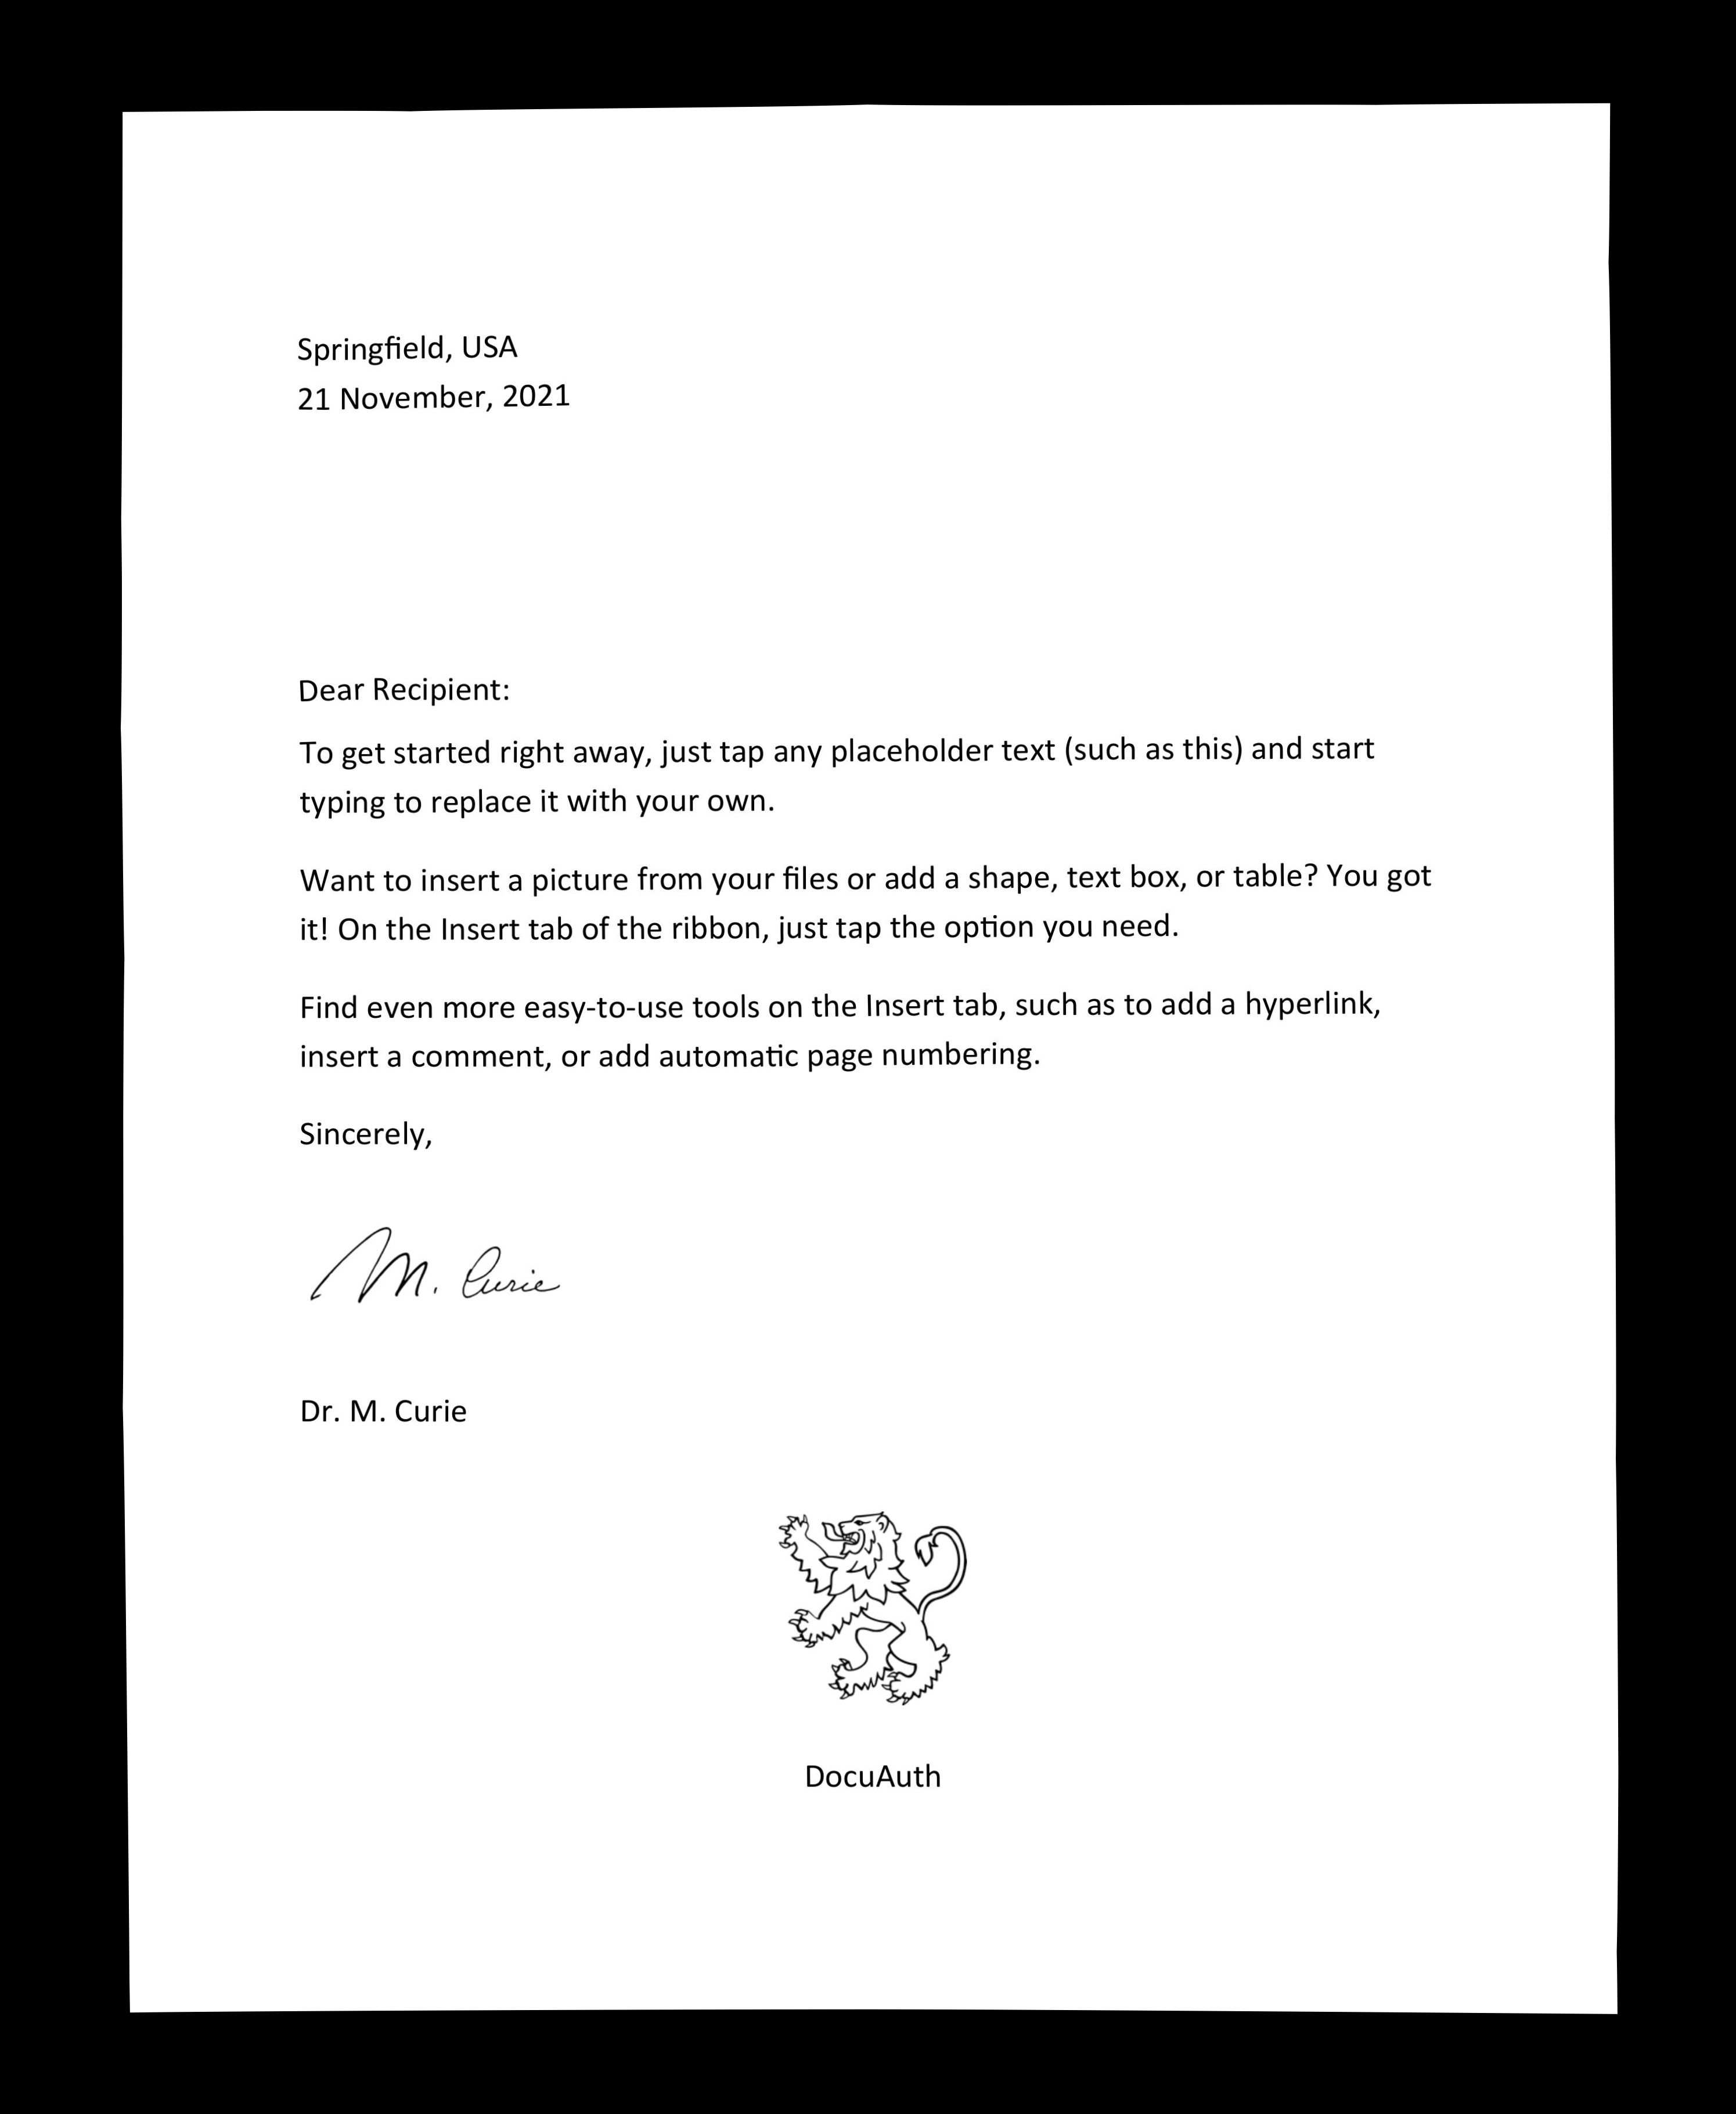 Springfield, USA
21 November, 2021
Dear Recipient:
To get started right away, just tap any placeholder text (such as this) and start
typing to replace it with your own.
Want to insert a picture from your files or add a shape, text box, or table? You got
it! On the Insert tab of the ribbon, just tap the option you need.
Find even more easy-to-use tools on the Insert tab, such as to add a hyperlink,
insert a comment, or add automatic page numbering.
Sincerely,
M. Curie
Dr. M. Curie
DocuAuth